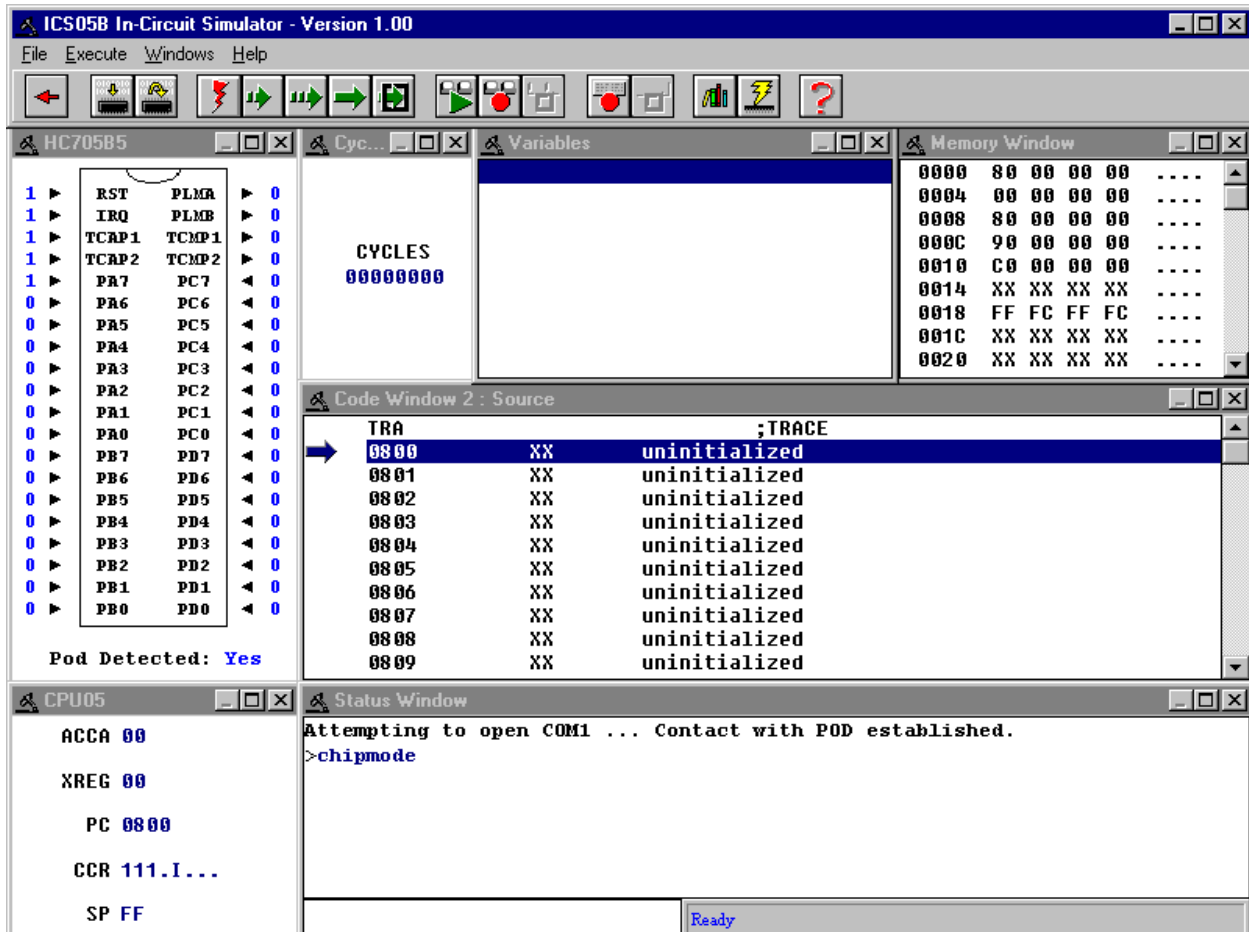 ICS05B In-Circuit Simulator - Version 1.00
File Execute Windows Help
HC705B5
1 RST PLMA 0
1 IRQ PLMB 0
1 TCAP1 TCMP1 0
1 TCAP2 TCMP2 0
1 PA7 PC7 0
0 PA6 PC6 0
0 PA5 PC5 0
0 PA4 PC4 0
0 PA3 PC3 0
0 PA2 PC2 0
0 PA1 PC1 0
0 PA0 PC0 0
0 PB7 PD7 0
0 PB6 PD6 0
0 PB5 PD5 0
0 PB4 PD4 0
0 PB3 PD3 0
0 PB2 PD2 0
0 PB1 PD1 0
0 PB0 PD0 0
Pod Detected: Yes
Cyc...
CYCLES
00000000
Variables
Memory Window
0000 80 00 00 00 ....
0004 00 00 00 00 ....
0008 80 00 00 00 ....
000C 90 00 00 00 ....
0010 C0 00 00 00 ....
0014 XX XX XX XX ....
0018 FF FC FF FC ....
001C XX XX XX XX ....
0020 XX XX XX XX ....
Code Window 2 : Source
TRA ;TRACE
0800 XX uninitialized
0801 XX uninitialized
0802 XX uninitialized
0803 XX uninitialized
0804 XX uninitialized
0805 XX uninitialized
0806 XX uninitialized
0807 XX uninitialized
0808 XX uninitialized
0809 XX uninitialized
CPU05
ACCA 00
XREG 00
PC 0800
CCR 111.I...
SP FF
Status Window
Attempting to open COM1 ... Contact with POD established.
>chipmode
Ready